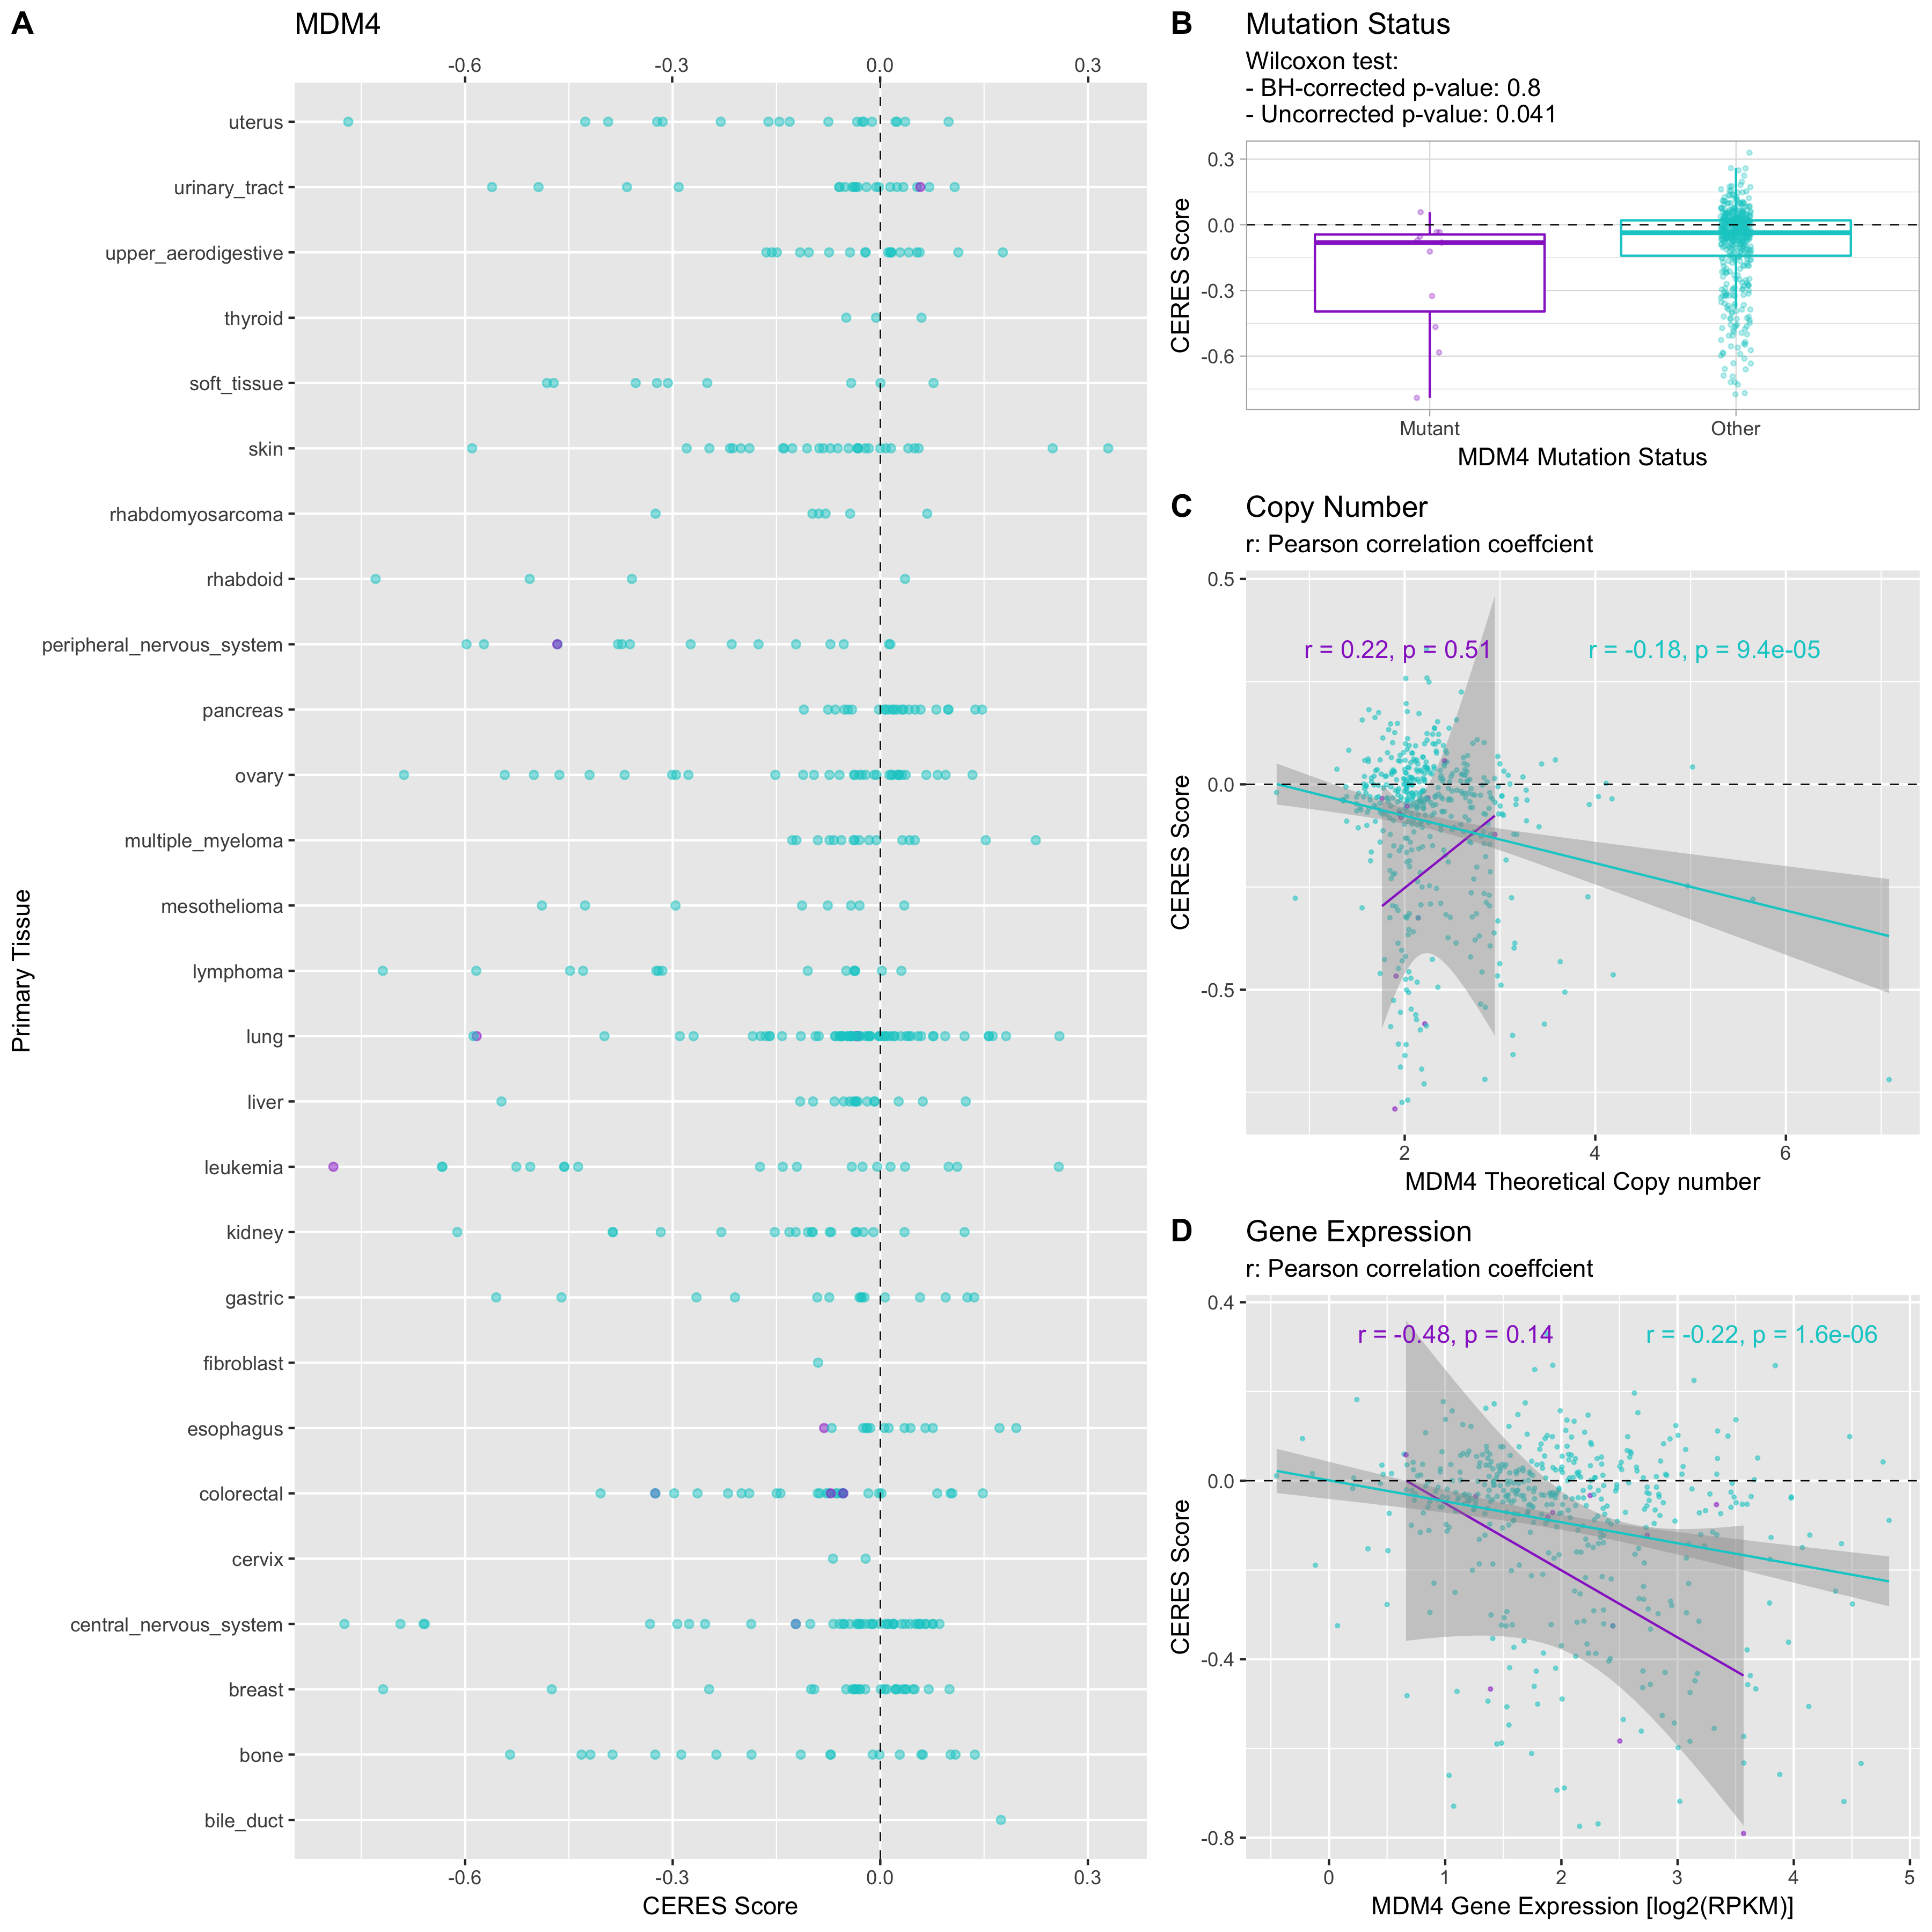 A
MDM4
-0.6 -0.3 0.0 0.3
Primary Tissue
uterus
urinary_tract
upper_aerodigestive
thyroid
soft_tissue
skin
rhabdomyosarcoma
rhabdoid
peripheral_nervous_system
pancreas
ovary
multiple_myeloma
mesothelioma
lymphoma
lung
liver
leukemia
kidney
gastric
fibroblast
esophagus
colorectal
cervix
central_nervous_system
breast
bone
bile_duct
-0.6 -0.3 0.0 0.3
CERES Score
B
Mutation Status
Wilcoxon test:
- BH-corrected p-value: 0.8
- Uncorrected p-value: 0.041
CERES Score
0.3
0.0
-0.3
-0.6
Mutant Other
MDM4 Mutation Status
C
Copy Number
r: Pearson correlation coeffcient
CERES Score
0.5
0.0
-0.5
r = 0.22, p = 0.51 r = -0.18, p = 9.4e-05
2 4 6
MDM4 Theoretical Copy number
D
Gene Expression
r: Pearson correlation coeffcient
CERES Score
0.4
0.0
-0.4
-0.8
r = -0.48, p = 0.14 r = -0.22, p = 1.6e-06
0 1 2 3 4 5
MDM4 Gene Expression [log2(RPKM)]